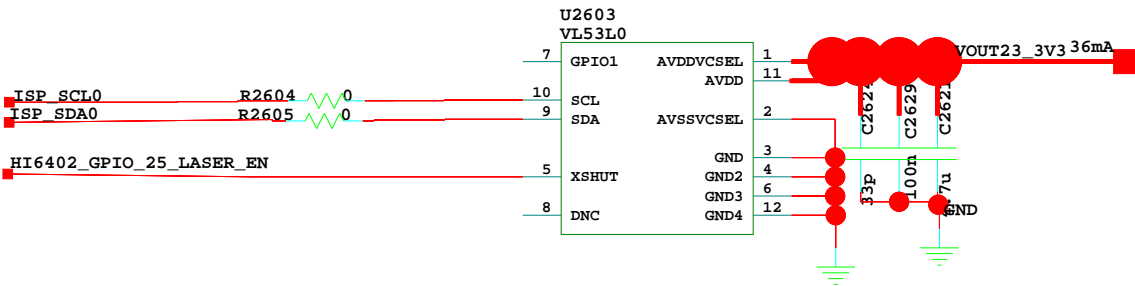 U2603
VL53L0
7 GPIO1 AVDDVCSEL 1 VOUT23_3V3 36mA
AVDD 11
ISP_SCL0 R2604 0 10 SCL
ISP_SDA0 R2605 0 9 SDA AVSSVCSEL 2
C2624 C2629 C2621
GND 3
HI6402_GPIO_25_LASER_EN 5 XSHUT GND2 4
33p 100n
GND3 6
8 DNC GND4 12 GND